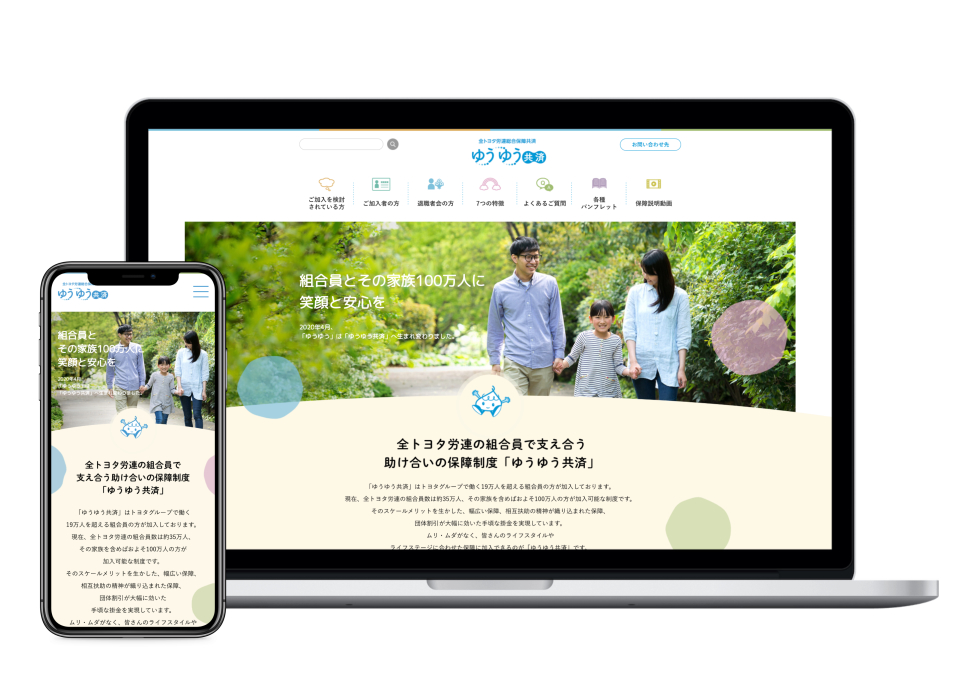 全トヨタ労連総合保障共済
ゆうゆう共済
お問い合わせ先
ご加入を検討
されている方
ご加入者の方
退職者会の方
7つの特徴
よくあるご質問
各種
パンフレット
保障説明動画
組合員とその家族100万人に
笑顔と安心を
2020年4月、
「ゆうゆう」は「ゆうゆう共済」へ生まれ変わりました。
全トヨタ労連の組合員で支え合う
助け合いの保障制度「ゆうゆう共済」
「ゆうゆう共済」はトヨタグループで働く19万人を超える組合員の方が加入しております。
現在、全トヨタ労連の組合員数は約35万人、その家族を含めばおよそ100万人の方が加入可能な制度です。
そのスケールメリットを生かした、幅広い保障、相互扶助の精神が織り込まれた保障、
団体割引が大幅に効いた手頃な掛金を実現しています。
ムリ・ムダがなく、皆さんのライフスタイルや
ライフステージに合わせた保障に加入できるのが「ゆうゆう共済」です。
ゆうゆう共済
組合員と
その家族100万人に
笑顔と安心を
2020年4月、
「ゆうゆう」は
「ゆうゆう共済」へ生まれ変わりました。
全トヨタ労連の組合員で
支え合う助け合いの保障制度
「ゆうゆう共済」
「ゆうゆう共済」はトヨタグループで働く
19万人を超える組合員の方が加入しております。
現在、全トヨタ労連の組合員数は約35万人、
その家族を含めばおよそ100万人の方が
加入可能な制度です。
そのスケールメリットを生かした、幅広い保障、
相互扶助の精神が織り込まれた保障、
団体割引が大幅に効いた
手頃な掛金を実現しています。
ムリ・ムダがなく、皆さんのライフスタイルや